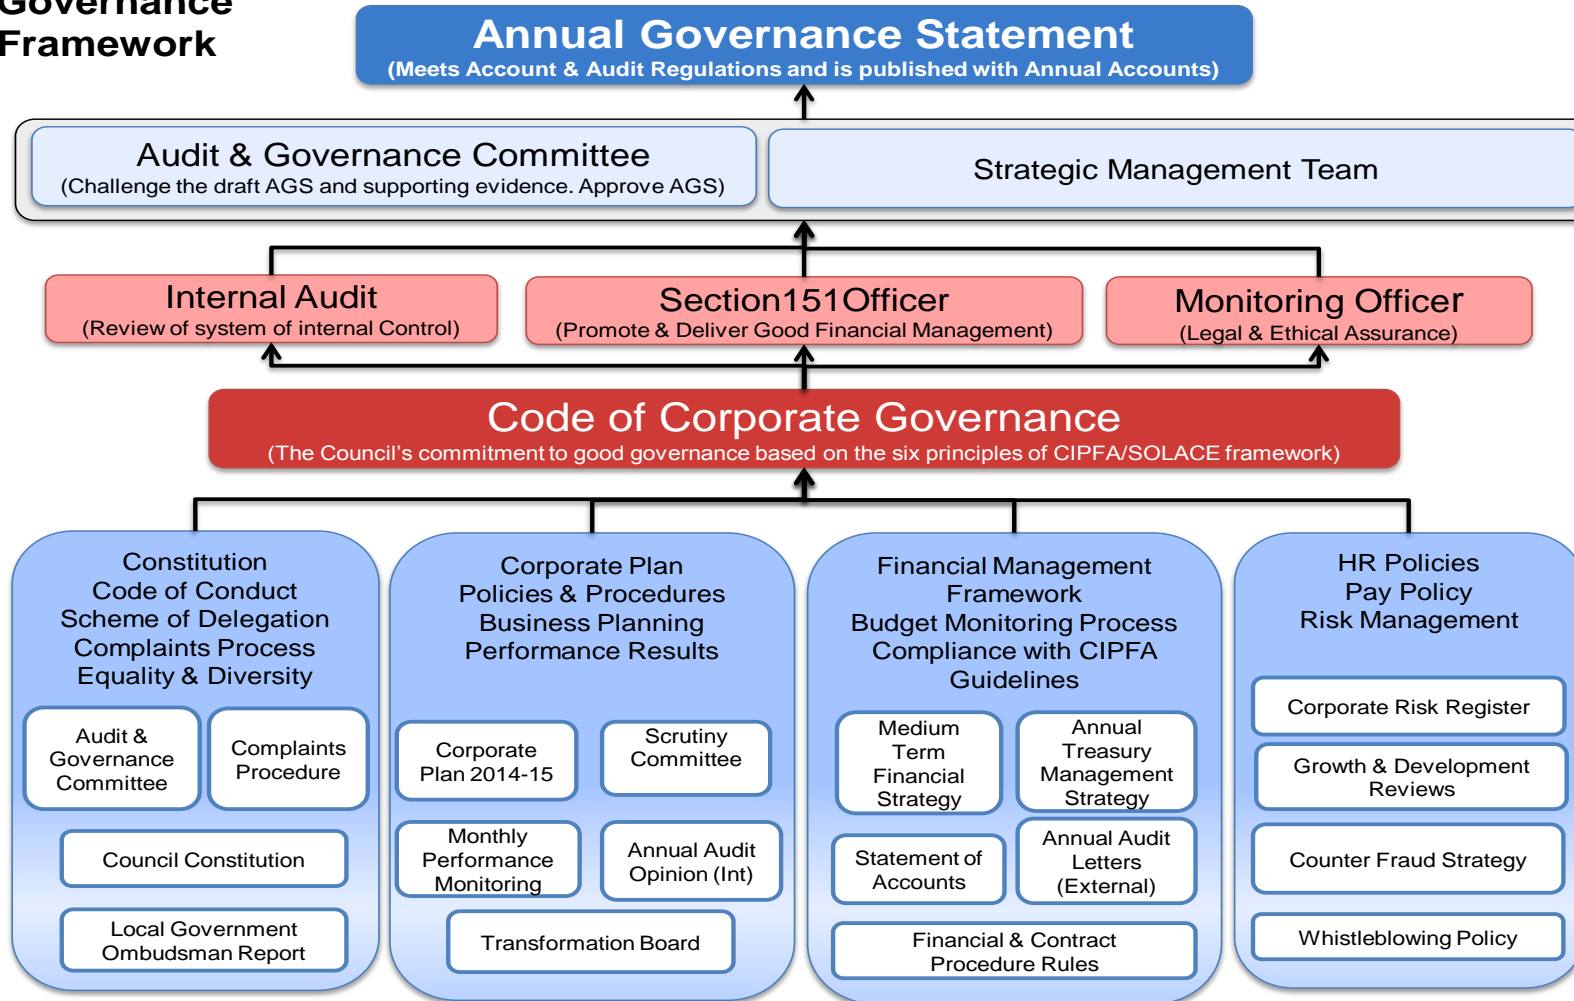 Governance
Framework
Annual Governance Statement
(Meets Account & Audit Regulations and is published with Annual Accounts)
Audit & Governance Committee
(Challenge the draft AGS and supporting evidence. Approve AGS)
Strategic Management Team
Internal Audit
(Review of system of internal Control)
Section151Officer
(Promote & Deliver Good Financial Management)
Monitoring Officer
(Legal & Ethical Assurance)
Code of Corporate Governance
(The Council's commitment to good governance based on the six principles of CIPFA/SOLACE framework)
Constitution
Code of Conduct
Scheme of Delegation
Complaints Process
Equality & Diversity
Audit &
Governance
Committee
Complaints
Procedure
Council Constitution
Local Government
Ombudsman Report
Corporate Plan
Policies & Procedures
Business Planning
Performance Results
Corporate
Plan 2014-15
Scrutiny
Committee
Monthly
Performance
Monitoring
Annual Audit
Opinion (Int)
Transformation Board
Financial Management
Framework
Budget Monitoring Process
Compliance with CIPFA
Guidelines
Medium
Term
Financial
Strategy
Annual
Treasury
Management
Strategy
Statement of
Accounts
Annual Audit
Letters
(External)
Financial & Contract
Procedure Rules
HR Policies
Pay Policy
Risk Management
Corporate Risk Register
Growth & Development
Reviews
Counter Fraud Strategy
Whistleblowing Policy